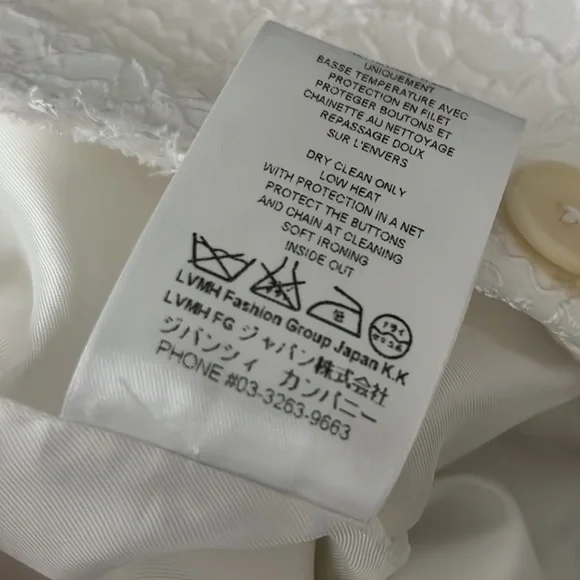 UNIQUEMENT
BASSE TEMPERATURE AVEC
PROTECTION EN FILET
PROTEGER BOUTONS ET
CHAINETTE AU NETTOYAGE
REPASSAGE DOUX
SUR L'ENVERS
DRY CLEAN ONLY
LOW HEAT
WITH PROTECTION IN A NET
PROTECT THE BUTTONS
AND CHAIN AT CLEANING
SOFT IRONING
INSIDE OUT
ドライ
LVMH Fashion Group Japan K.K
LVMH FG ジャパン株式会社
ジバンシィ カンパニー
PHONE #03-3263-9663